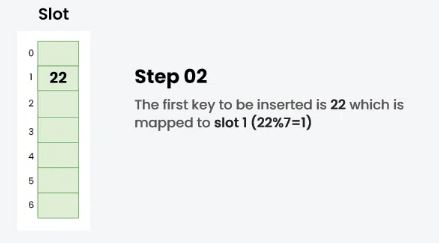 Slot
0
1 22
2
3
4
5
6
Step 02
The first key to be inserted is 22 which is
mapped to slot 1 (22%7=1)